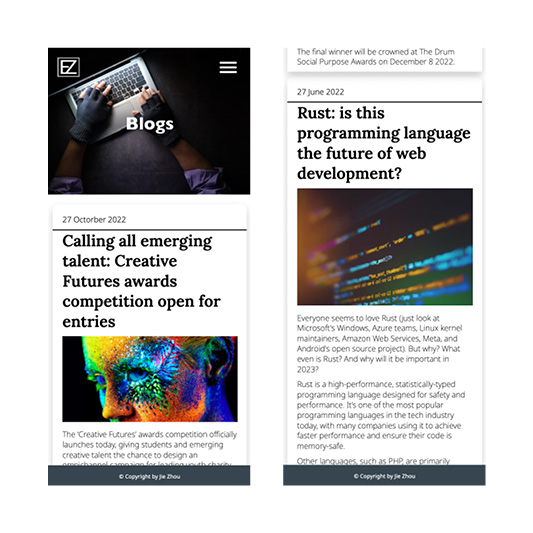 EZ
Blogs
27 Octorber 2022
Calling all emerging
talent: Creative
Futures awards
competition open for
entries
The 'Creative Futures' awards competition officially
launches today, giving students and emerging
creative talent the chance to design an
omnichannel campaign for leading youth charity
© Copyright by Jie Zhou
The final winner will be crowned at The Drum
Social Purpose Awards on December 8 2022.
27 June 2022
Rust: is this
programming language
the future of web
development?
Everyone seems to love Rust (just look at
Microsoft's Windows, Azure teams, Linux kernel
maintainers, Amazon Web Services, Meta, and
Android's open source project). But why? What
even is Rust? And why will it be important in
2023?
Rust is a high-performance, statistically-typed
programming language designed for safety and
performance. It's one of the most popular
programming languages in the tech industry
today, with many companies using it to achieve
faster performance and ensure their code is
memory-safe.
Other languages, such as PHP, are primarily
© Copyright by Jie Zhou